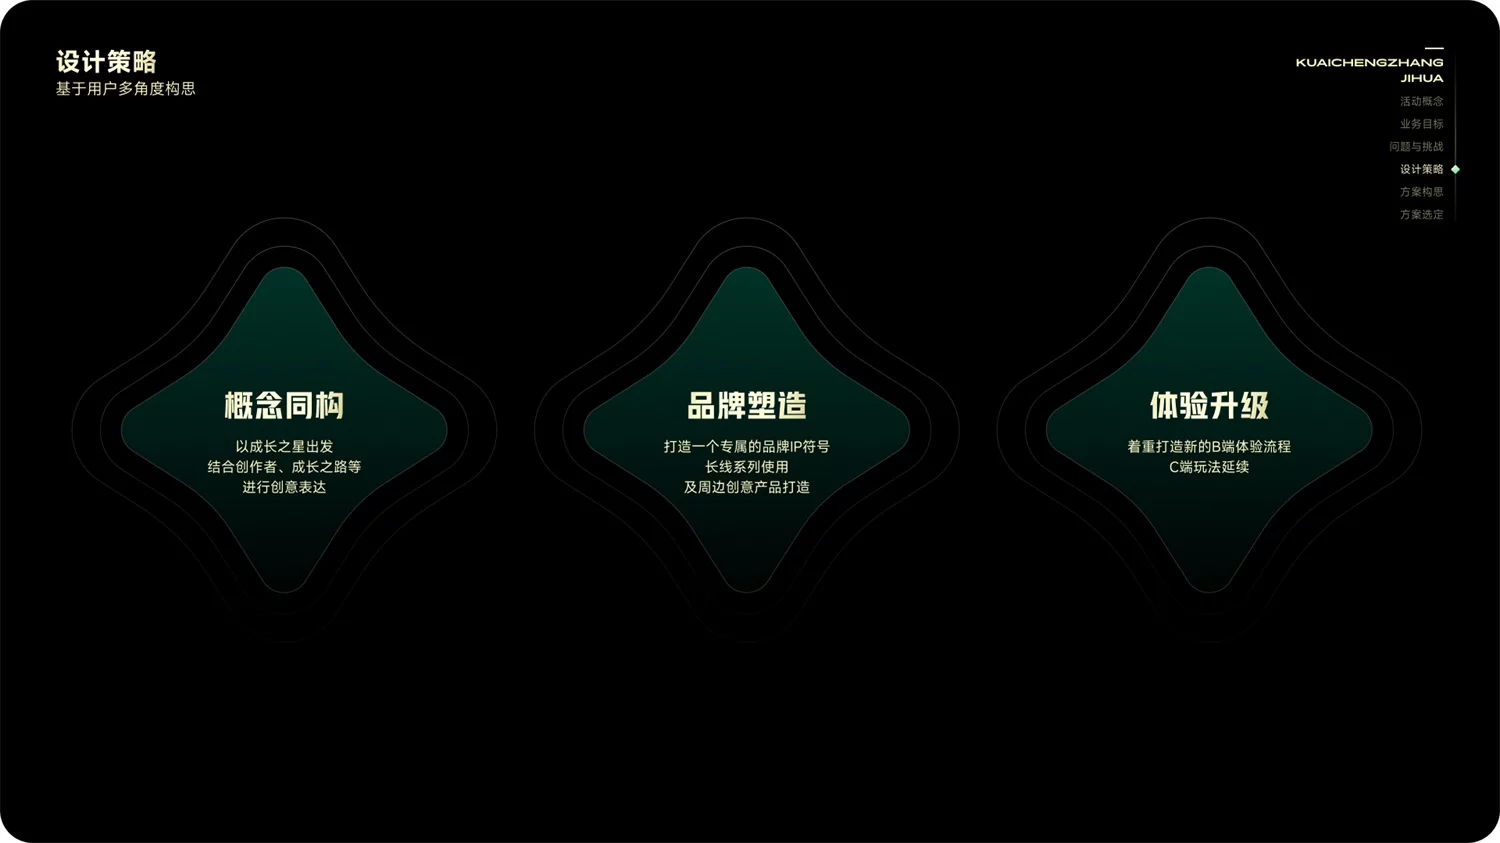 设计策略
基于用户多角度构思
KUAICHENGZHANG
JIHUA
活动概念
业务目标
问题与挑战
设计策略
方案构思
方案选定
概念同构
以成长之星出发
结合创作者、成长之路等
进行创意表达
品牌塑造
打造一个专属的品牌IP符号
长线系列使用
及周边创意产品打造
体验升级
着重打造新的B端体验流程
C端玩法延续